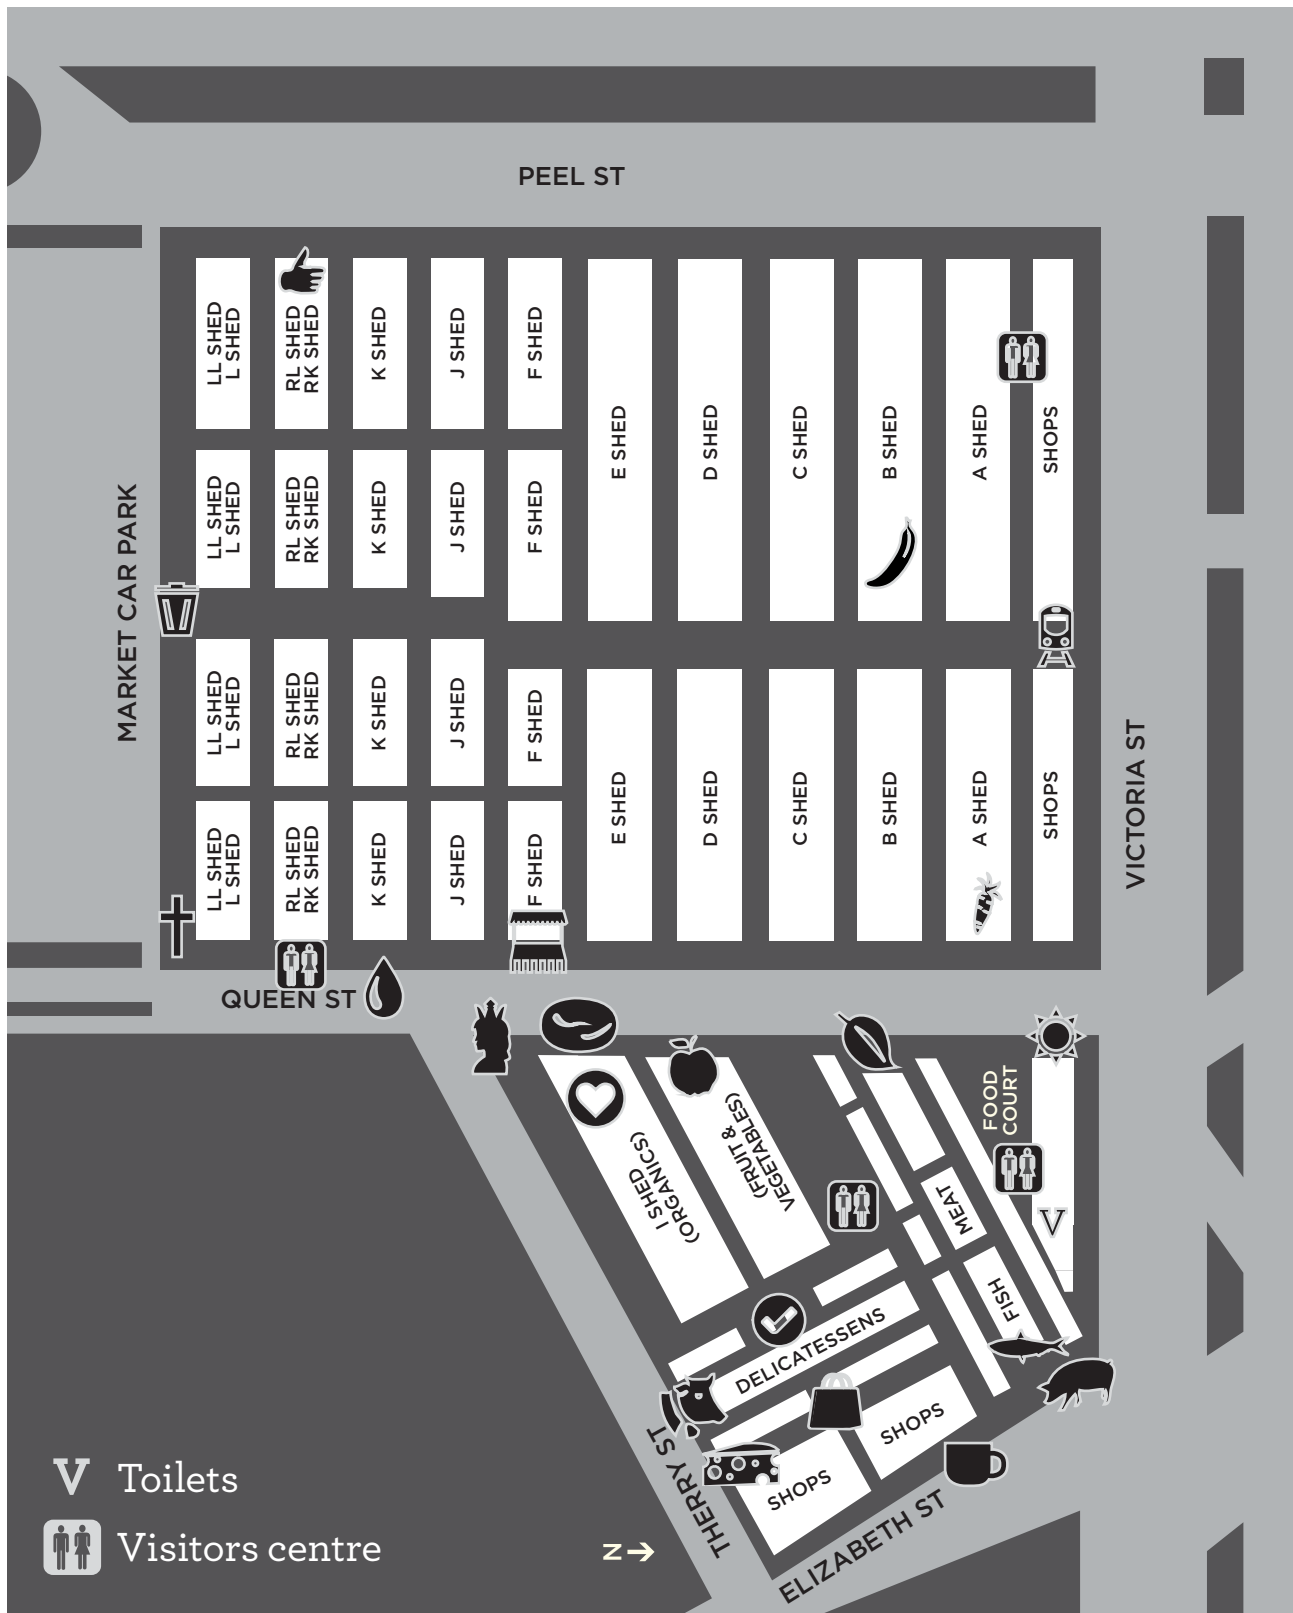 PEEL ST
LL SHED
L SHED
RL SHED
RK SHED
K SHED
J SHED
F SHED
E SHED
D SHED
C SHED
B SHED
A SHED
SHOPS
LL SHED
L SHED
RL SHED
RK SHED
K SHED
J SHED
F SHED
MARKET CAR PARK
LL SHED
L SHED
RL SHED
RK SHED
K SHED
J SHED
F SHED
E SHED
D SHED
C SHED
B SHED
A SHED
SHOPS
VICTORIA ST
LL SHED
L SHED
RL SHED
RK SHED
K SHED
J SHED
F SHED
QUEEN ST
FOOD
COURT
I SHED
(ORGANICS)
(FRUIT &
VEGETABLES)
MEAT
V
FISH
DELICATESSENS
SHOPS
SHOPS
THERRY ST
ELIZABETH ST
V Toilets
Visitors centre
N